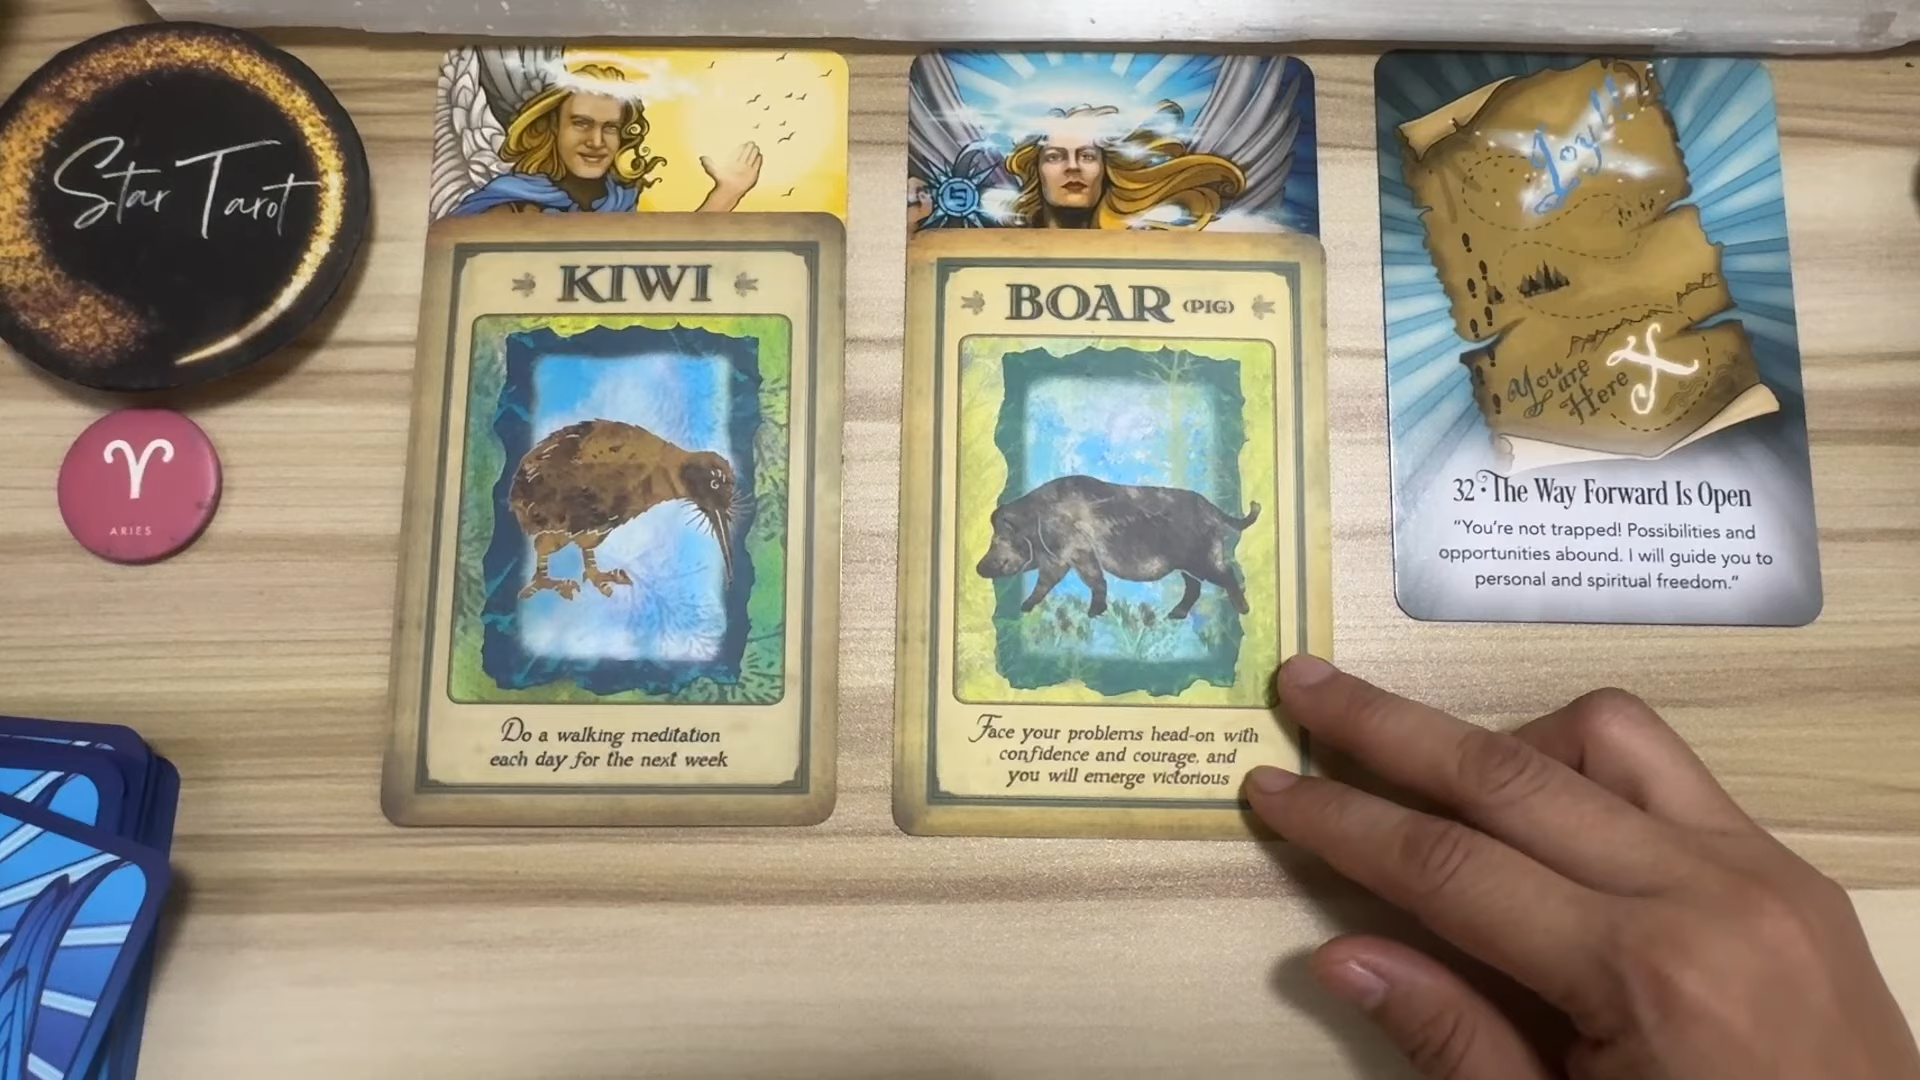 Star Tarot
ARIES
KIWI
Do a walking meditation
each day for the next week
BOAR (PIG)
Face your problems head-on with
confidence and courage, and
you will emerge victorious
You
are
Here
X
32 • The Way Forward Is Open
“You’re not trapped! Possibilities and
opportunities abound. I will guide you to
personal and spiritual freedom.”